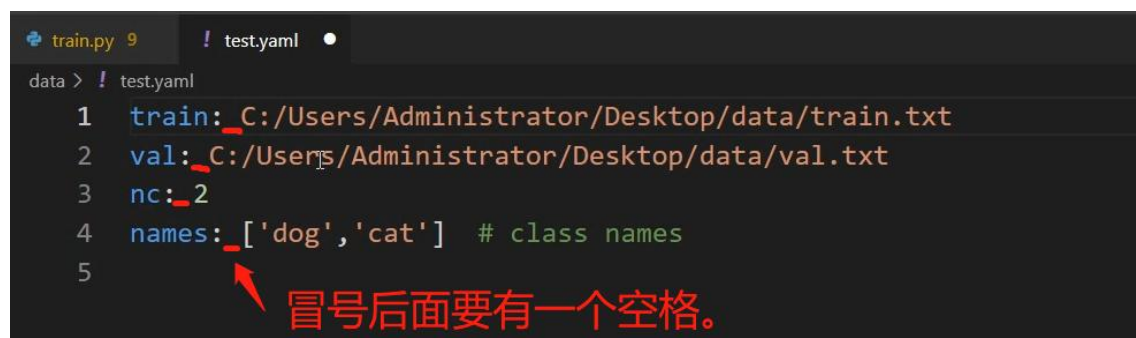 train.py 9 ! test.yaml
data > ! test.yaml
1 train: C:/Users/Administrator/Desktop/data/train.txt
2 val: C:/Users/Administrator/Desktop/data/val.txt
3 nc: 2
4 names: ['dog','cat'] # class names
5
冒号后面要有一个空格。